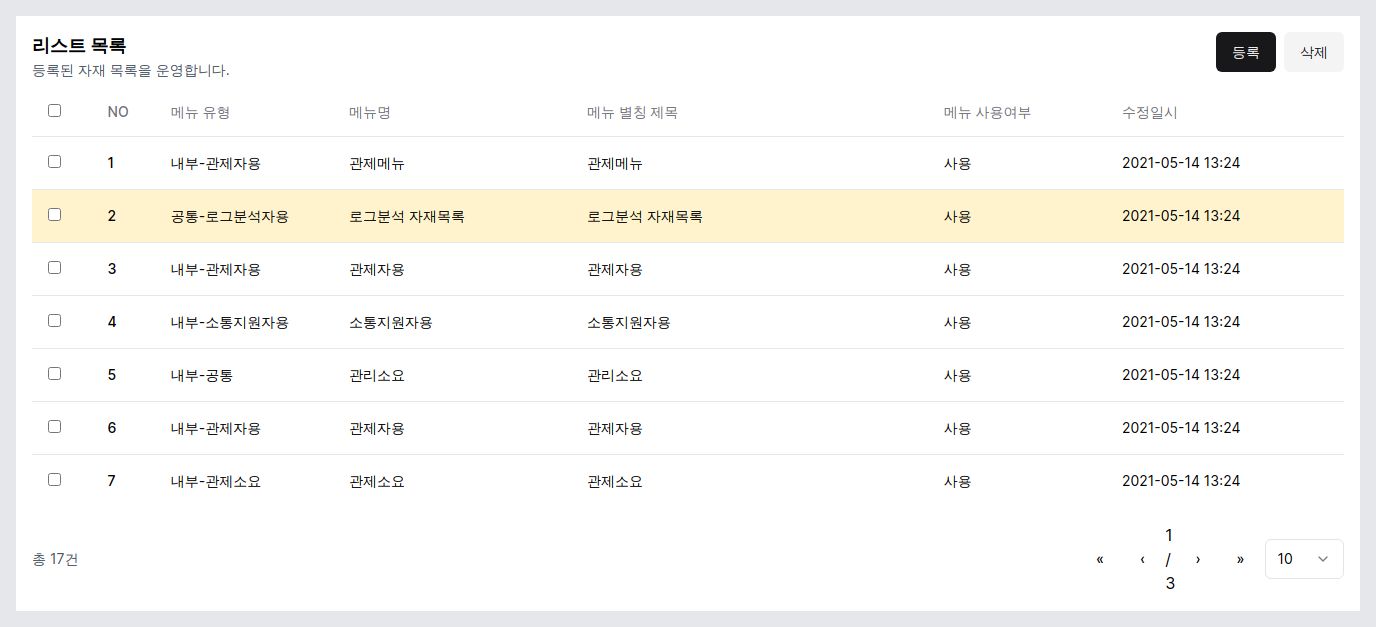 리스트 목록
등록된 자재 목록을 운영합니다.
등록 삭제
NO 메뉴 유형 메뉴명 메뉴 별칭 제목 메뉴 사용여부 수정일시
1 내부-관제자용 관제메뉴 관제메뉴 사용 2021-05-14 13:24
2 공통-로그분석자용 로그분석 자재목록 로그분석 자재목록 사용 2021-05-14 13:24
3 내부-관제자용 관제자용 관제자용 사용 2021-05-14 13:24
4 내부-소통지원자용 소통지원자용 소통지원자용 사용 2021-05-14 13:24
5 내부-공통 관리소요 관리소요 사용 2021-05-14 13:24
6 내부-관제자용 관제자용 관제자용 사용 2021-05-14 13:24
7 내부-관제소요 관제소요 관제소요 사용 2021-05-14 13:24
총 17건
« ‹
1
/
3
› »
10